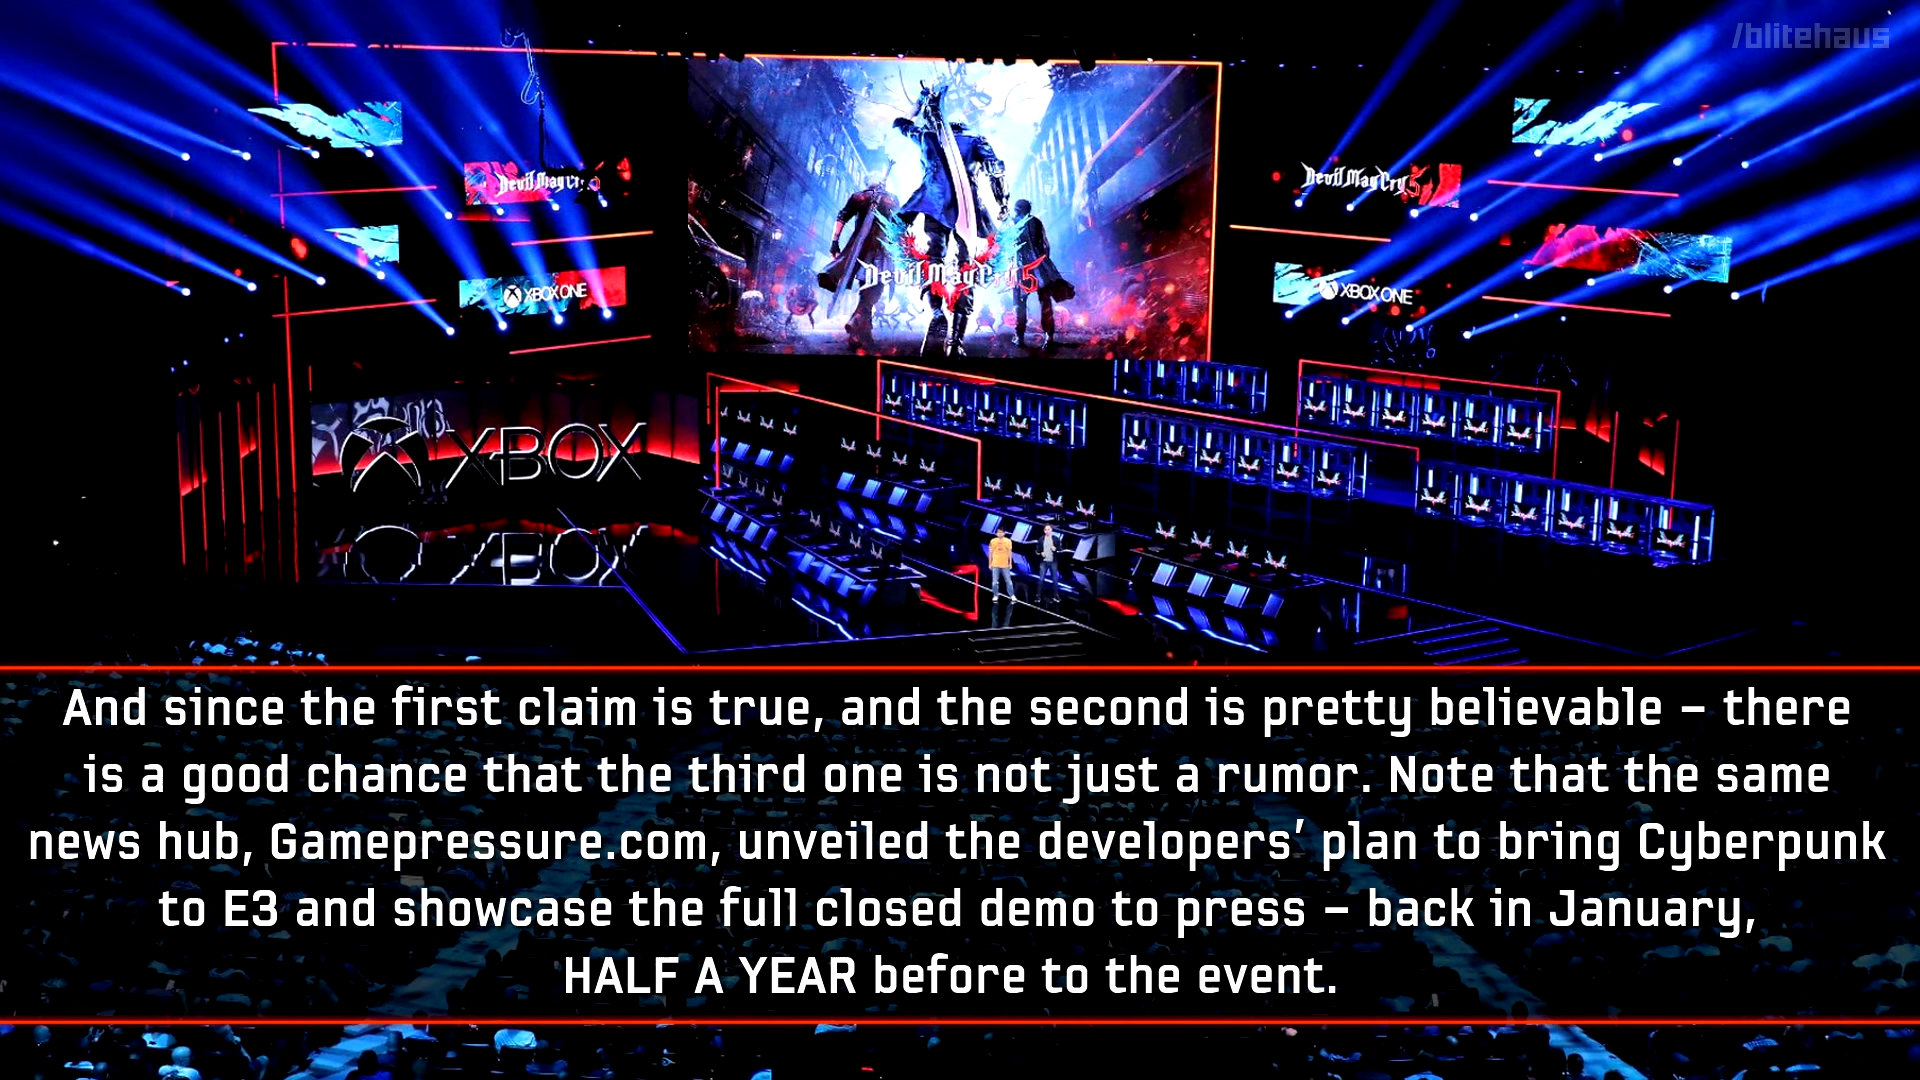 /blitehaus
Devil May Cry 5
Devil May Cry 5
Devil May Cry 5
XBOX ONE
XBOX ONE
XBOX
And since the first claim is true, and the second is pretty believable – there
is a good chance that the third one is not just a rumor. Note that the same
news hub, Gamepressure.com, unveiled the developers’ plan to bring Cyberpunk
to E3 and showcase the full closed demo to press – back in January,
HALF A YEAR before to the event.